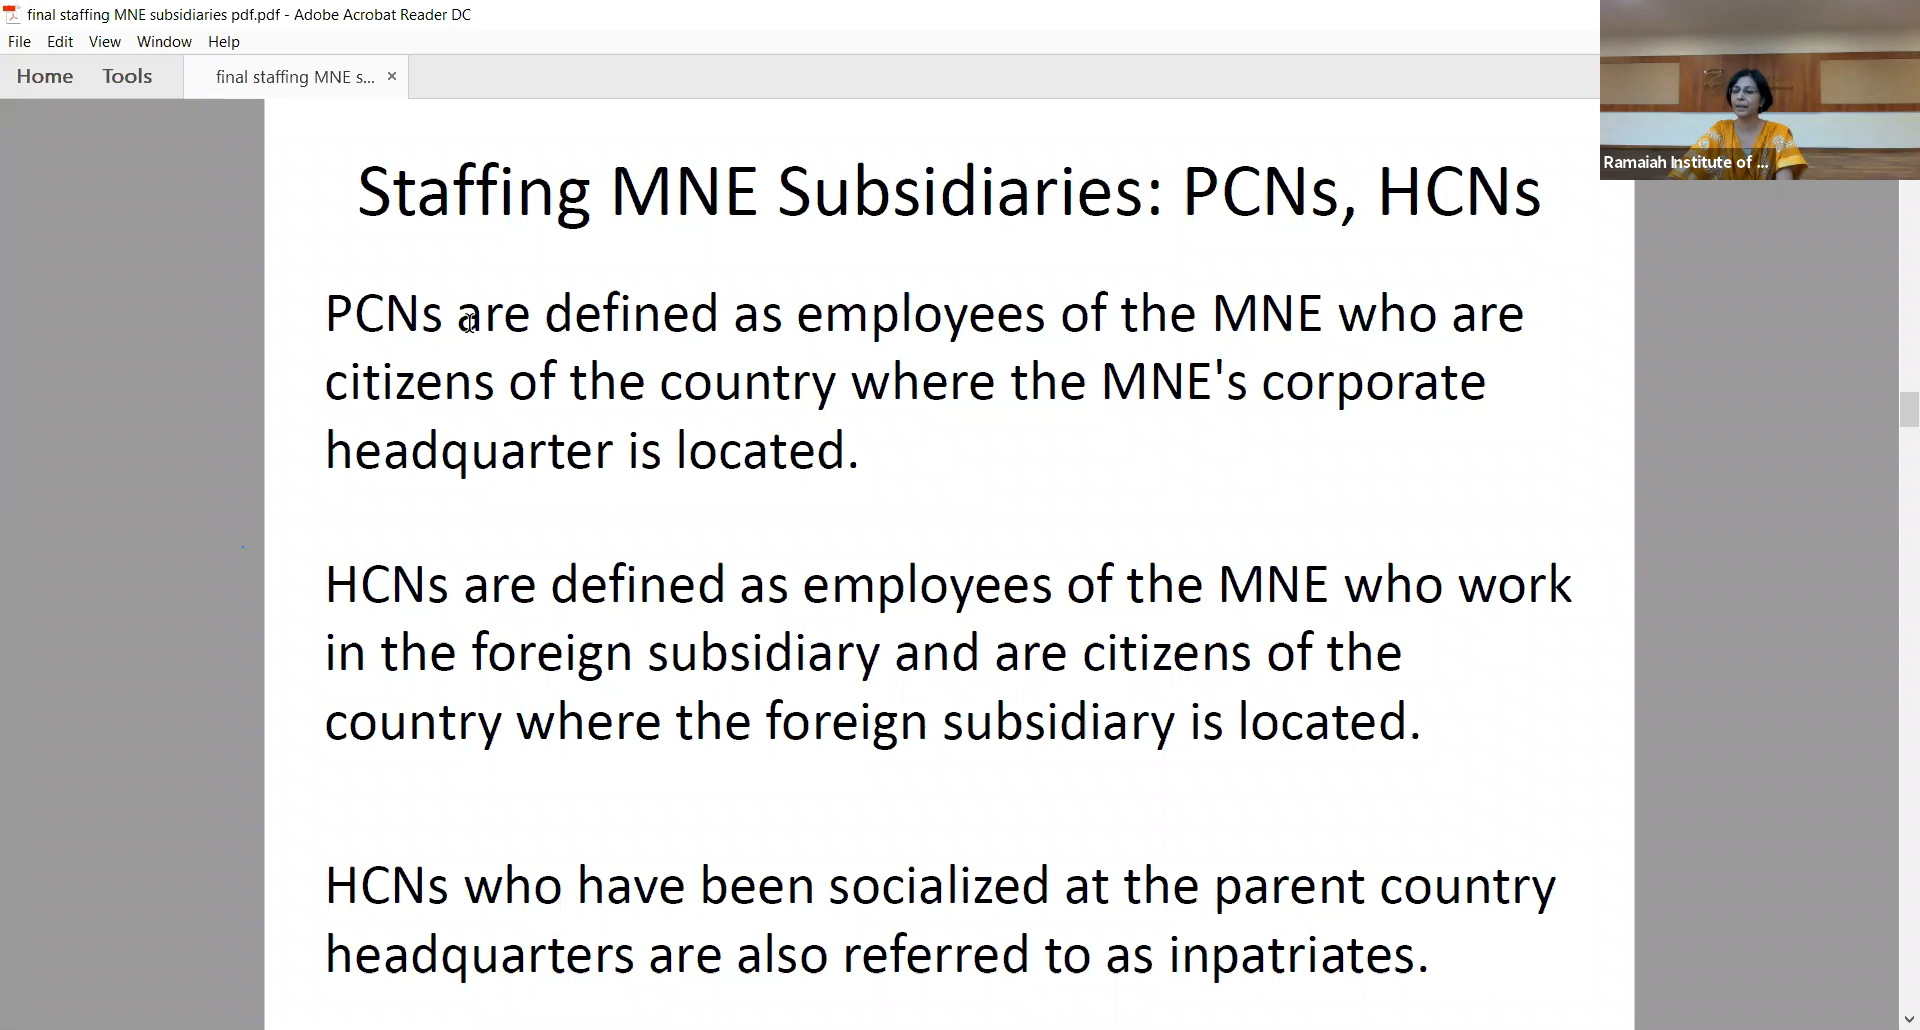 final staffing MNE subsidiaries pdf.pdf - Adobe Acrobat Reader DC
File Edit View Window Help
Home Tools final staffing MNE s... ×
Ramaiah Institute of ...
Staffing MNE Subsidiaries: PCNs, HCNs
PCNs are defined as employees of the MNE who are
citizens of the country where the MNE's corporate
headquarter is located.
HCNs are defined as employees of the MNE who work
in the foreign subsidiary and are citizens of the
country where the foreign subsidiary is located.
HCNs who have been socialized at the parent country
headquarters are also referred to as inpatriates.